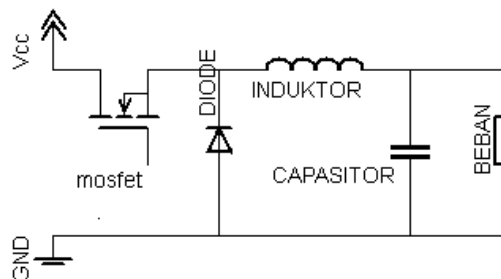 Vcc
DIODE
INDUKTOR
BEBAN
mosfet
CAPASITOR
GND